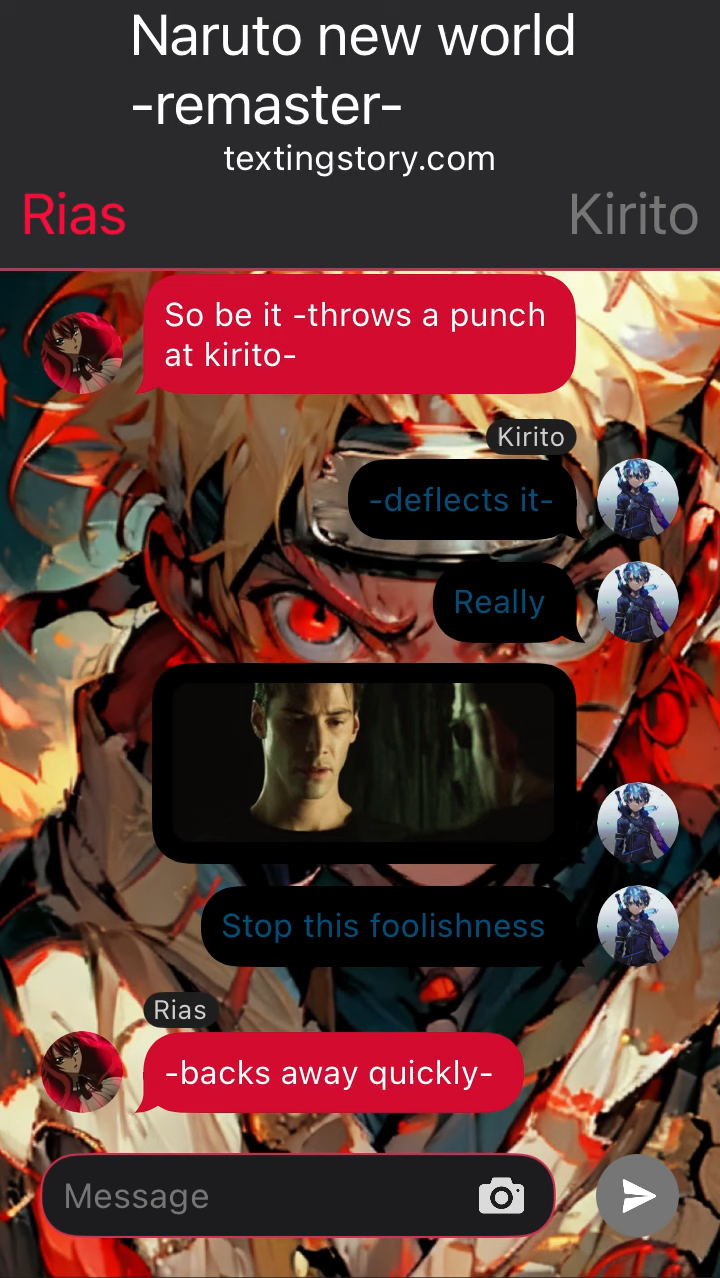 Naruto new world
-remaster-
textingstory.com
Rias
Kirito
So be it -throws a punch
at kirito-
Kirito
-deflects it-
Really
Stop this foolishness
Rias
-backs away quickly-
Message